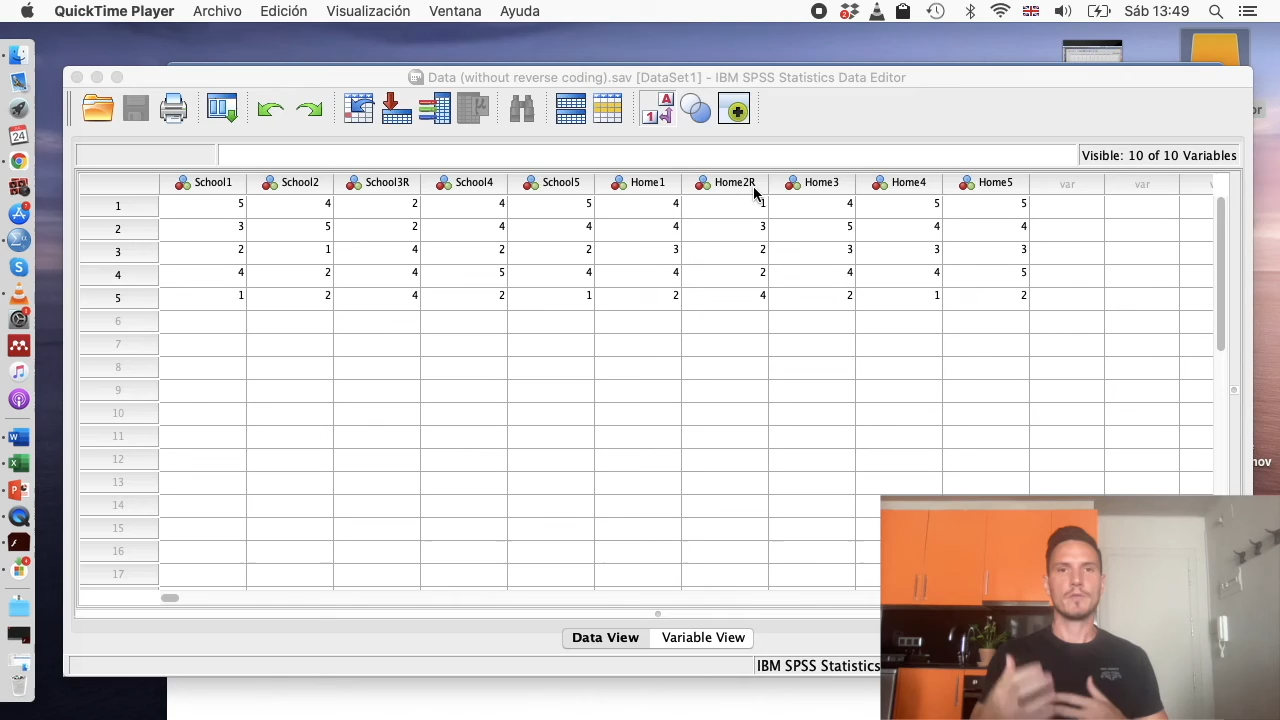 QuickTime Player Archivo Edición Visualización Ventana Ayuda Sáb 13:49
Data (without reverse coding).sav [DataSet1] - IBM SPSS Statistics Data Editor
24
A
1
Visible: 10 of 10 Variables
School1 School2 School3R School4 School5 Home1 Home2R Home3 Home4 Home5 var var
1 5 4 2 4 5 4 1 4 5 5
2 3 5 2 4 4 4 3 5 4 4
3 2 1 4 2 2 3 2 3 3 3
4 4 2 4 5 4 4 2 4 4 5
5 1 2 4 2 1 2 4 2 1 2
6
7
8
9
10
11
12
13
14
15
16
17
Data View Variable View
IBM SPSS Statistics